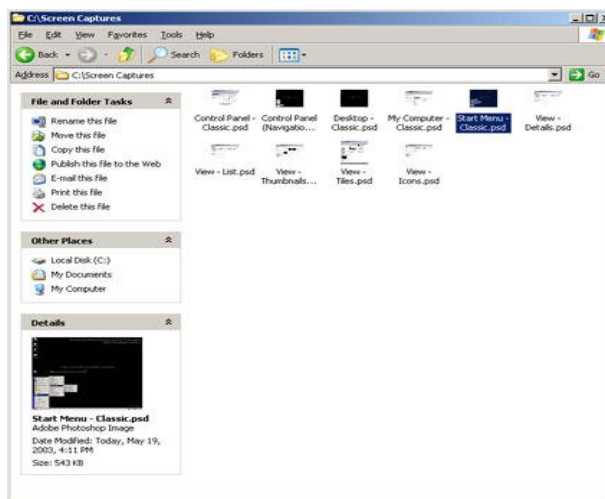 C:\Screen Captures
File Edit View Favorites Tools Help
Back Search Folders
Address C:\Screen Captures Go
File and Folder Tasks
Rename this file
Move this file
Copy this file
Publish this file to the Web
E-mail this file
Print this file
Delete this file
Other Places
Local Disk (C:)
My Documents
My Computer
Details
Start Menu - Classic.psd
Adobe Photoshop Image
Date Modified: Today, May 19,
2003, 4:11 PM
Size: 543 KB
Control Panel - Control Panel Desktop - My Computer - Start Menu - View -
Classic.psd (Navigatio... Classic.psd Classic.psd Classic.psd Details.psd
View - List.psd View - View - View -
Thumbnails... Tiles.psd Icons.psd